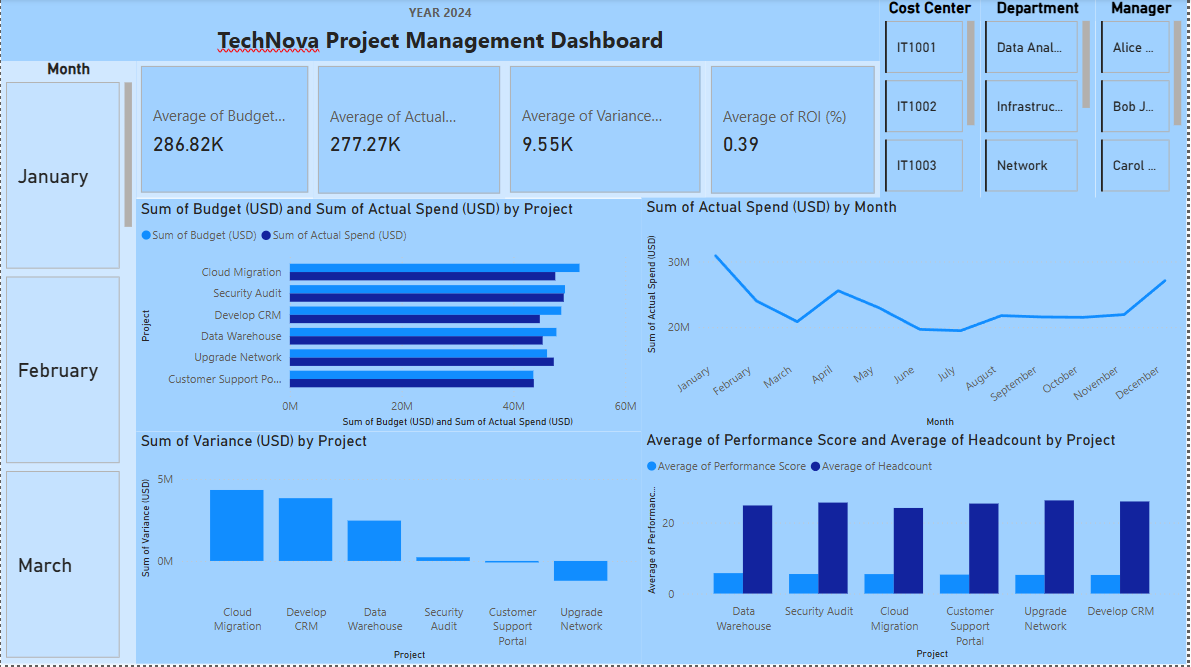 YEAR 2024
TechNova Project Management Dashboard
Cost Center
IT1001
IT1002
IT1003
Department
Data Anal...
Infrastruc...
Network
Manager
Alice ...
Bob J...
Carol ...
Month
January
February
March
Average of Budget...
286.82K
Average of Actual...
277.27K
Average of Variance...
9.55K
Average of ROI (%)
0.39
Sum of Budget (USD) and Sum of Actual Spend (USD) by Project
Sum of Budget (USD) Sum of Actual Spend (USD)
Project
Cloud Migration
Security Audit
Develop CRM
Data Warehouse
Upgrade Network
Customer Support Po...
0M 20M 40M 60M
Sum of Budget (USD) and Sum of Actual Spend (USD)
Sum of Actual Spend (USD) by Month
Sum of Actual Spend (USD)
30M
20M
January February March April May June July August September October November December
Month
Sum of Variance (USD) by Project
Sum of Variance (USD)
5M
0M
Cloud Migration
Develop CRM
Data Warehouse
Security Audit
Customer Support Portal
Upgrade Network
Project
Average of Performance Score and Average of Headcount by Project
Average of Performance Score Average of Headcount
Average of Performanc...
20
0
Data Warehouse
Security Audit
Cloud Migration
Customer Support Portal
Upgrade Network
Develop CRM
Project